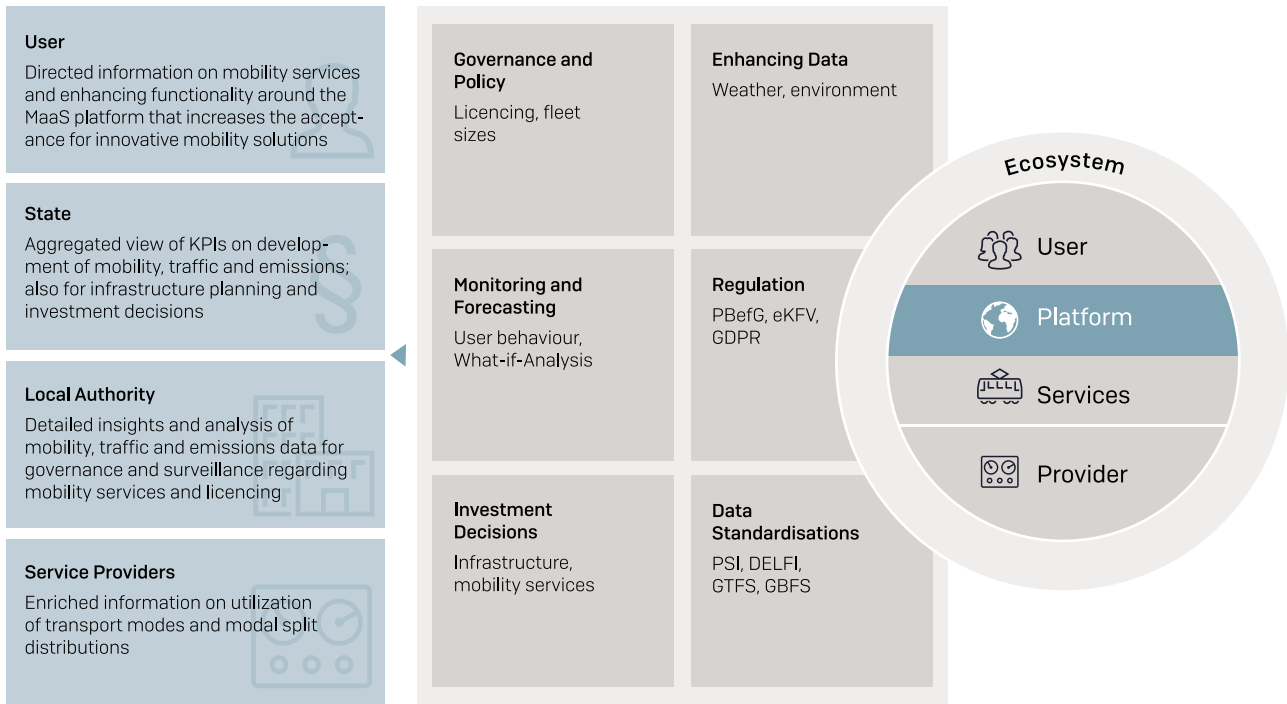 User
Directed information on mobility services
and enhancing functionality around the
MaaS platform that increases the accept-
ance for innovative mobility solutions
State
Aggregated view of KPIs on develop-
ment of mobility, traffic and emissions;
also for infrastructure planning and
investment decisions
Local Authority
Detailed insights and analysis of
mobility, traffic and emissions data for
governance and surveillance regarding
mobility services and licencing
Service Providers
Enriched information on utilization
of transport modes and modal split
distributions
Governance and
Policy
Licencing, fleet
sizes
Enhancing Data
Weather, environment
Monitoring and
Forecasting
User behaviour,
What-if-Analysis
Regulation
PBefG, eKFV,
GDPR
Investment
Decisions
Infrastructure,
mobility services
Data
Standardisations
PSI, DELFI,
GTFS, GBFS
Ecosystem
User
Platform
Services
Provider